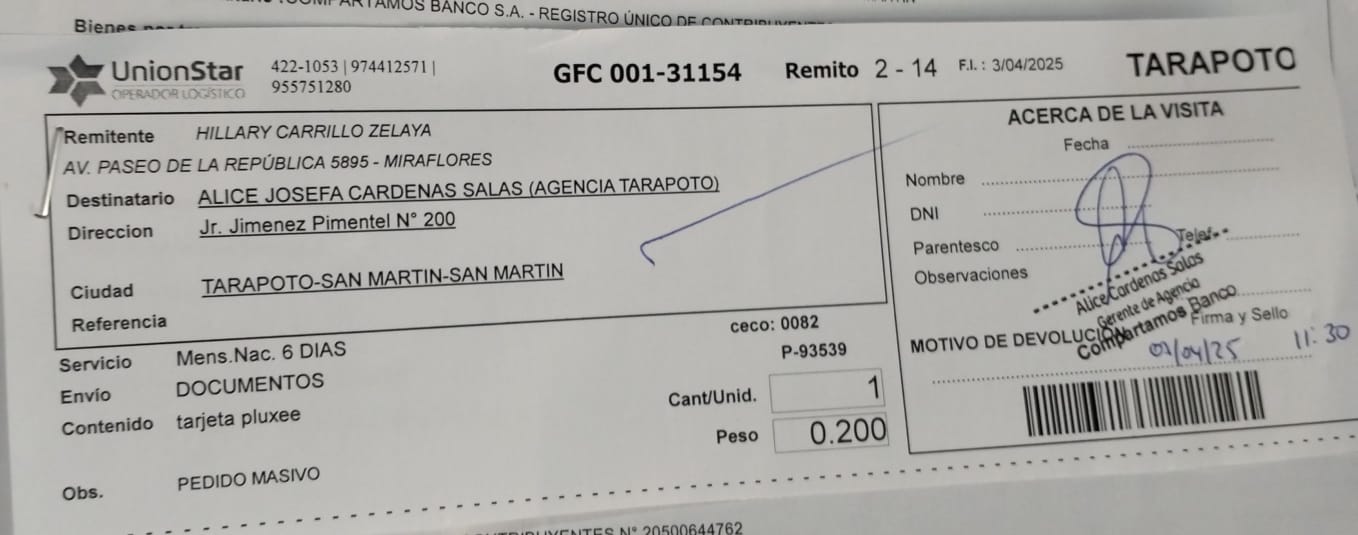 COMPARTAMOS BANCO S.A. - REGISTRO ÚNICO DE CONTRIBUYENTES
Bienes
UnionStar
OPERADOR LOGÍSTICO
422-1053 | 974412571 |
955751280
GFC 001-31154
Remito 2 - 14
F.I. : 3/04/2025
TARAPOTO
Remitente HILLARY CARRILLO ZELAYA
AV. PASEO DE LA REPÚBLICA 5895 - MIRAFLORES
Destinatario ALICE JOSEFA CARDENAS SALAS (AGENCIA TARAPOTO)
Direccion Jr. Jimenez Pimentel N° 200
Ciudad TARAPOTO-SAN MARTIN-SAN MARTIN
Referencia
Servicio Mens.Nac. 6 DIAS
Envío DOCUMENTOS
Contenido tarjeta pluxee
Obs. PEDIDO MASIVO
ceco: 0082
P-93539
Cant/Unid. 1
Peso 0.200
ACERCA DE LA VISITA
Fecha
Nombre
DNI
Parentesco
Telef.
Observaciones
Alice Cardenas Salas
Gerente de Agencia
Compartamos Banco
MOTIVO DE DEVOLUCIÓN
Firma y Sello
07/04/25 11:30
CONTRIBUYENTES N° 20500644762